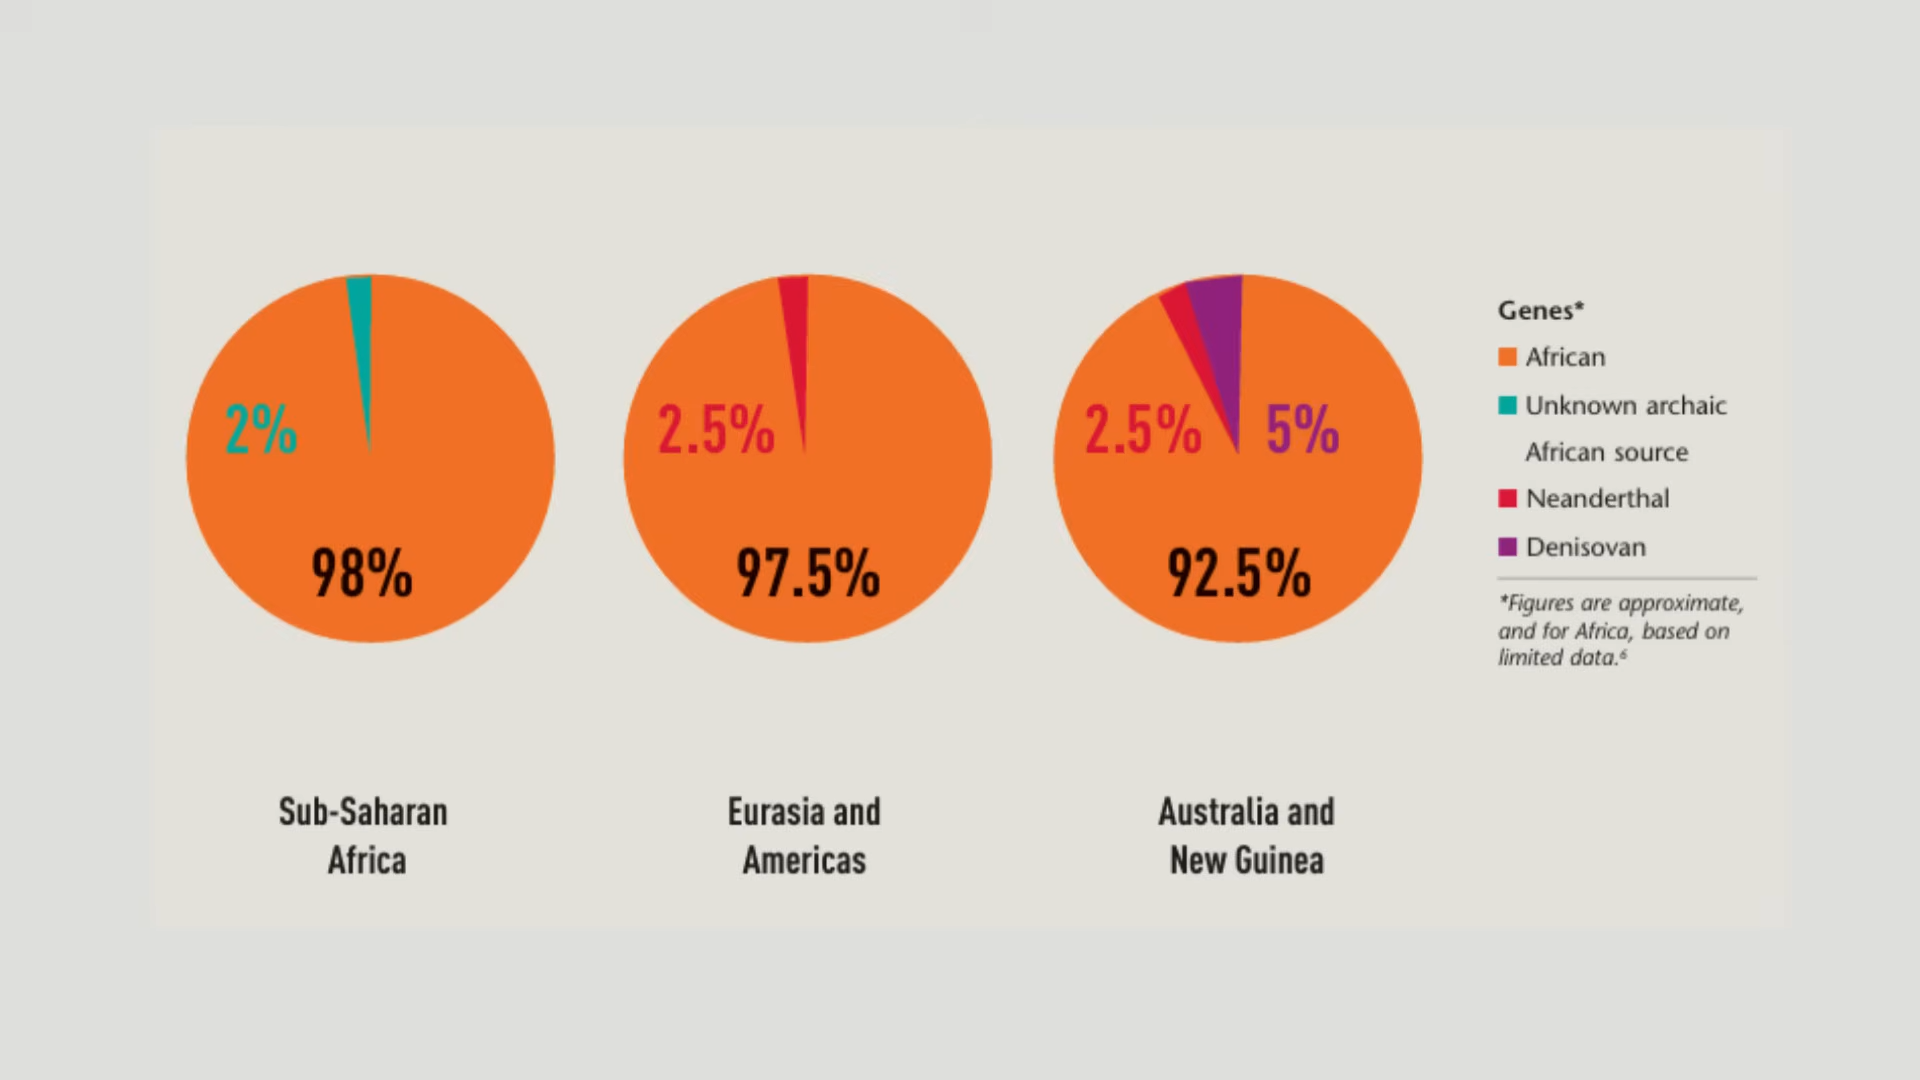 2%
98%
2.5%
97.5%
2.5%
5%
92.5%
Sub-Saharan
Africa
Eurasia and
Americas
Australia and
New Guinea
Genes*
African
Unknown archaic
African source
Neanderthal
Denisovan
*Figures are approximate,
and for Africa, based on
limited data.⁶